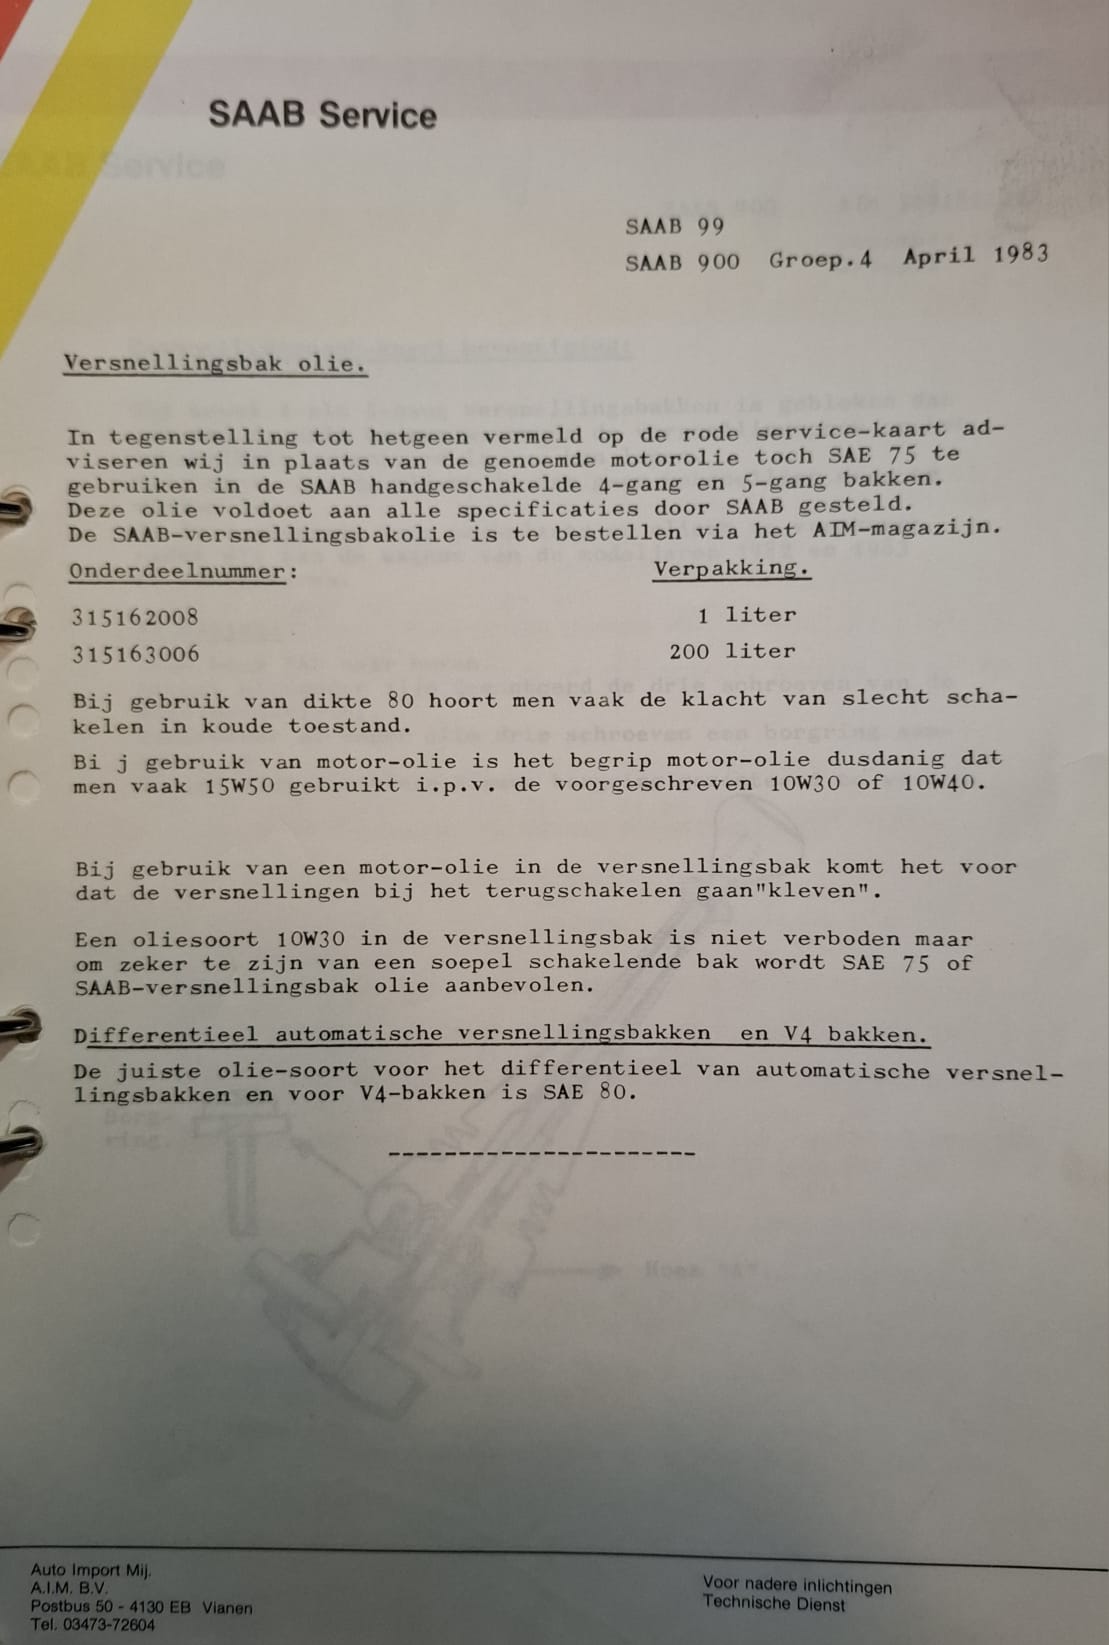 SAAB Service
SAAB 99
SAAB 900 Groep.4 April 1983
Versnellingsbak olie.
In tegenstelling tot hetgeen vermeld op de rode service-kaart ad-
viseren wij in plaats van de genoemde motorolie toch SAE 75 te
gebruiken in de SAAB handgeschakelde 4-gang en 5-gang bakken.
Deze olie voldoet aan alle specificaties door SAAB gesteld.
De SAAB-versnellingsbakolie is te bestellen via het AIM-magazijn.
Onderdeelnummer: Verpakking.
315162008 1 liter
315163006 200 liter
Bij gebruik van dikte 80 hoort men vaak de klacht van slecht scha-
kelen in koude toestand.
Bi j gebruik van motor-olie is het begrip motor-olie dusdanig dat
men vaak 15W50 gebruikt i.p.v. de voorgeschreven 10W30 of 10W40.
Bij gebruik van een motor-olie in de versnellingsbak komt het voor
dat de versnellingen bij het terugschakelen gaan"kleven".
Een oliesoort 10W30 in de versnellingsbak is niet verboden maar
om zeker te zijn van een soepel schakelende bak wordt SAE 75 of
SAAB-versnellingsbak olie aanbevolen.
Differentieel automatische versnellingsbakken en V4 bakken.
De juiste olie-soort voor het differentieel van automatische versnel-
lingsbakken en voor V4-bakken is SAE 80.
----------------------
Auto Import Mij.
A.I.M. B.V.
Postbus 50 - 4130 EB Vianen
Tel. 03473-72604
Voor nadere inlichtingen
Technische Dienst